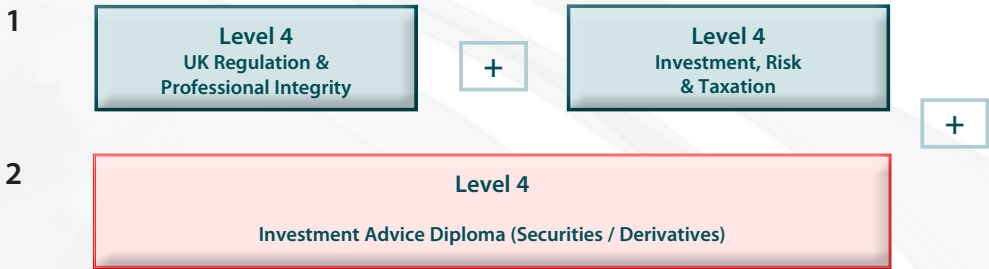 1
Level 4
UK Regulation &
Professional Integrity
+
Level 4
Investment, Risk
& Taxation
+
2
Level 4
Investment Advice Diploma (Securities / Derivatives)